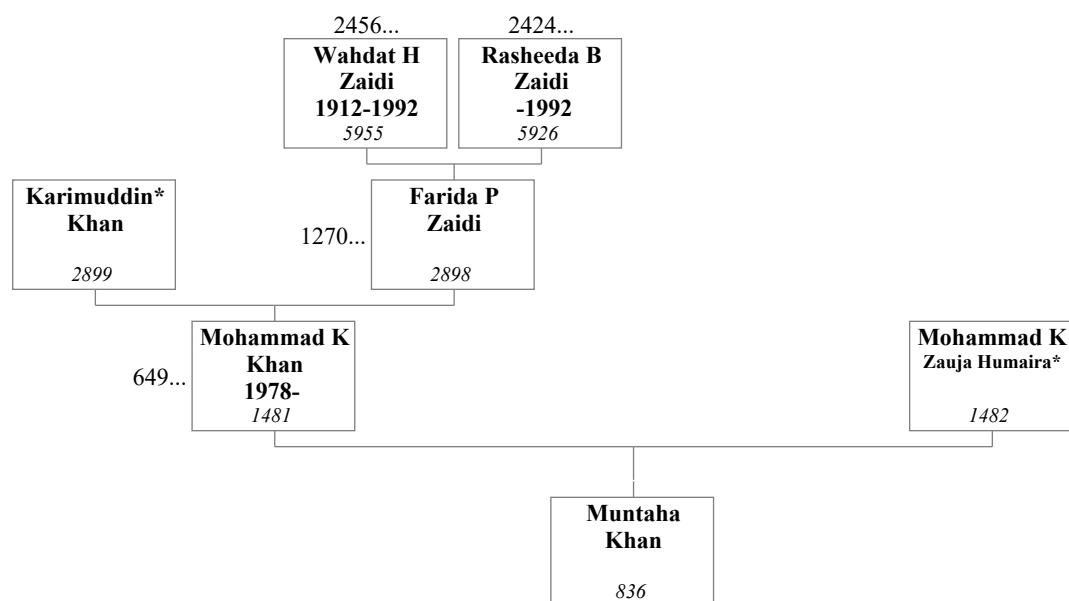 2456...
2424...
Wahdat H
Zaidi
1912-1992
5955
Rasheeda B
Zaidi
-1992
5926
Karimuddin*
Khan
2899
1270...
Farida P
Zaidi
2898
649...
Mohammad K
Khan
1978-
1481
Mohammad K
Zauja Humaira*
1482
Muntaha
Khan
836